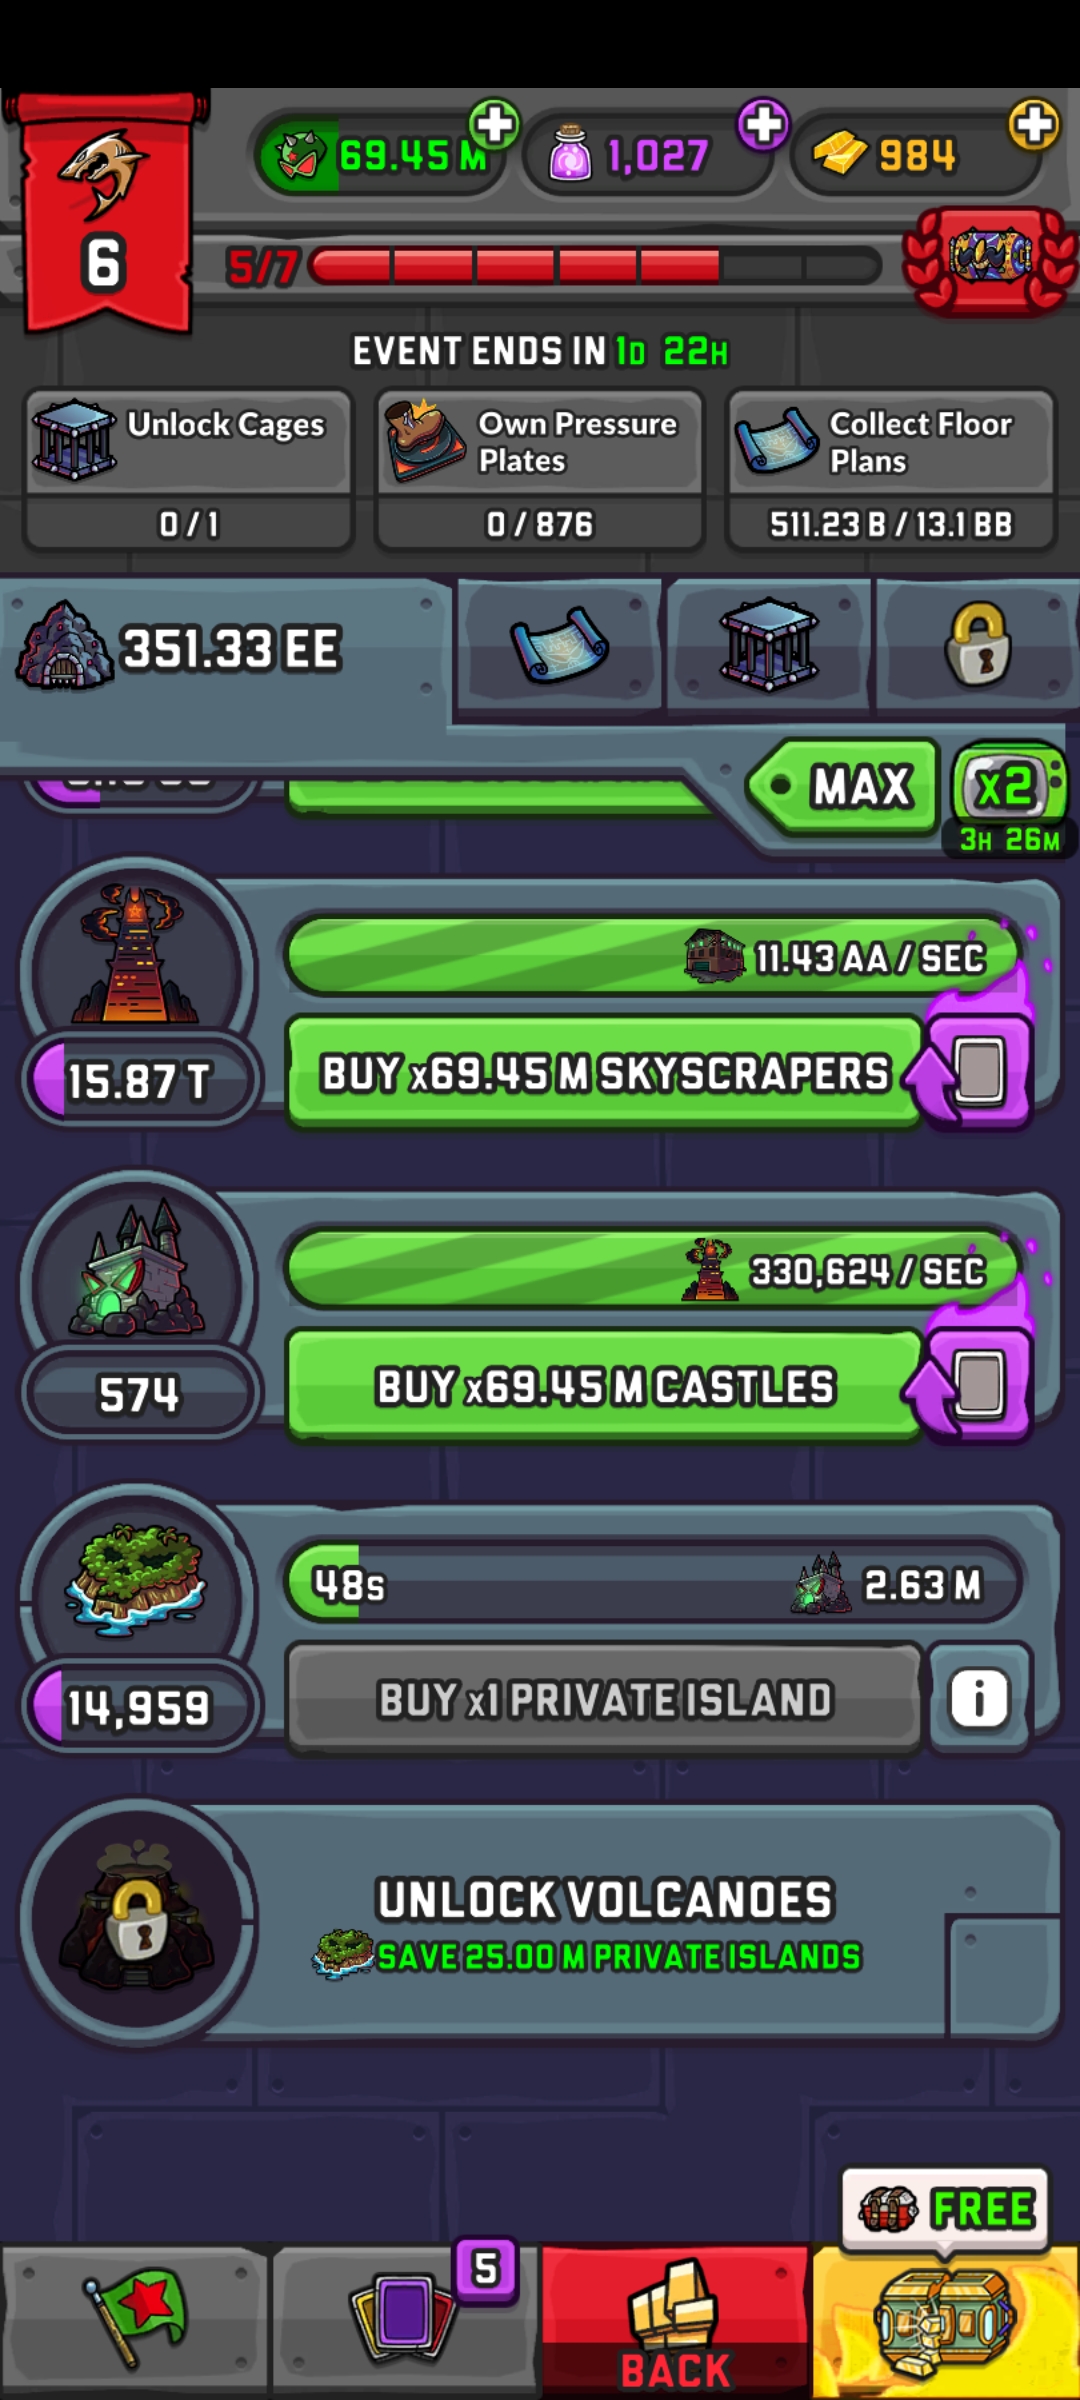 69.45 M
1,027
984
6
5/7
EVENT ENDS IN 1D 22H
Unlock Cages
0 / 1
Own Pressure
Plates
0 / 876
Collect Floor
Plans
511.23 B / 13.1 BB
351.33 EE
MAX
x2
3H 26M
11.43 AA / SEC
BUY x69.45 M SKYSCRAPERS
15.87 T
330,624 / SEC
BUY x69.45 M CASTLES
574
48s
2.63 M
BUY x1 PRIVATE ISLAND
i
14,959
UNLOCK VOLCANOES
SAVE 25.00 M PRIVATE ISLANDS
FREE
5
BACK